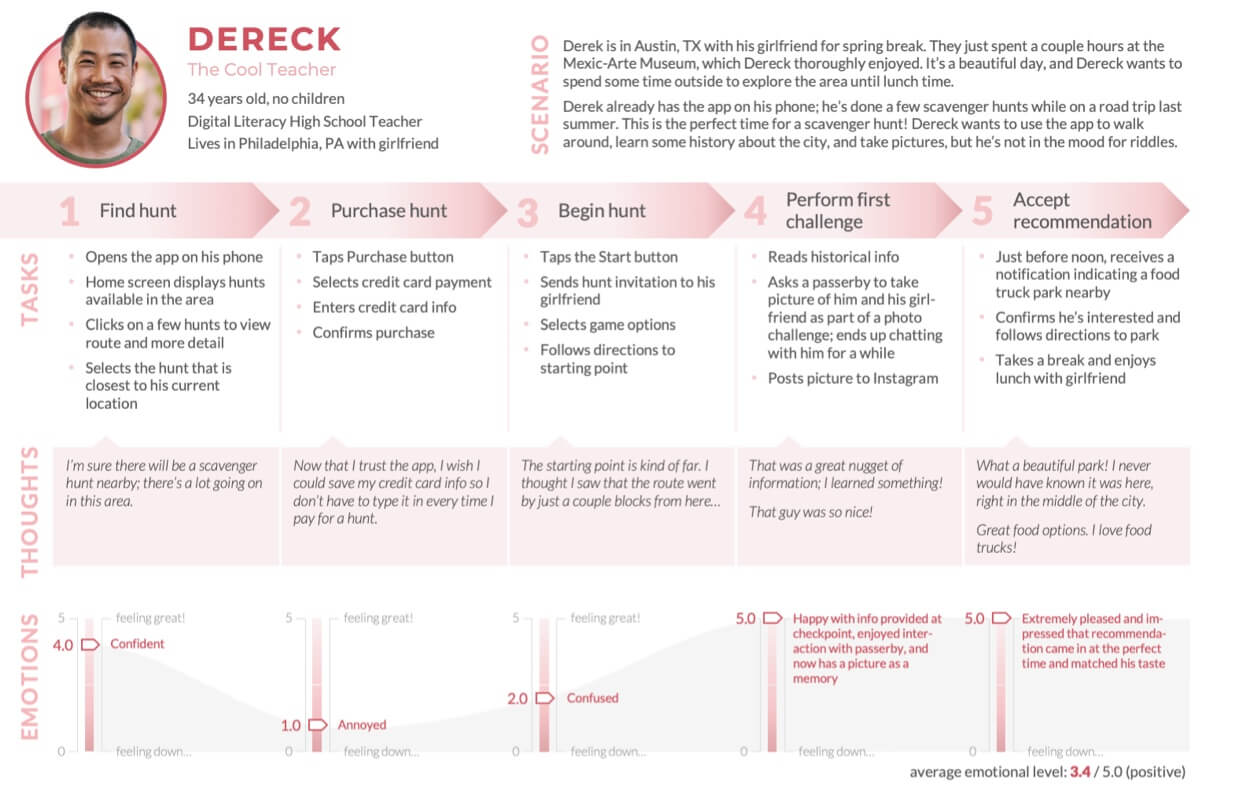 DERECK
The Cool Teacher
34 years old, no children
Digital Literacy High School Teacher
Lives in Philadelphia, PA with girlfriend
SCENARIO
Derek is in Austin, TX with his girlfriend for spring break. They just spent a couple hours at the
Mexic-Arte Museum, which Dereck thoroughly enjoyed. It's a beautiful day, and Dereck wants to
spend some time outside to explore the area until lunch time.
Derek already has the app on his phone; he's done a few scavenger hunts while on a road trip last
summer. This is the perfect time for a scavenger hunt! Dereck wants to use the app to walk
around, learn some history about the city, and take pictures, but he's not in the mood for riddles.
1 Find hunt
2 Purchase hunt
3 Begin hunt
4 Perform first
challenge
5 Accept
recommendation
TASKS
• Opens the app on his phone
• Home screen displays hunts
available in the area
• Clicks on a few hunts to view
route and more detail
• Selects the hunt that is
closest to his current
location
• Taps Purchase button
• Selects credit card payment
• Enters credit card info
• Confirms purchase
• Taps the Start button
• Sends hunt invitation to his
girlfriend
• Selects game options
• Follows directions to
starting point
• Reads historical info
• Asks a passerby to take
picture of him and his girl-
friend as part of a photo
challenge; ends up chatting
with him for a while
• Posts picture to Instagram
• Just before noon, receives a
notification indicating a food
truck park nearby
• Confirms he's interested and
follows directions to park
• Takes a break and enjoys
lunch with girlfriend
THOUGHTS
I'm sure there will be a scavenger
hunt nearby; there's a lot going on
in this area.
Now that I trust the app, I wish I
could save my credit card info so I
don't have to type it in every time I
pay for a hunt.
The starting point is kind of far. I
thought I saw that the route went
by just a couple blocks from here...
That was a great nugget of
information; I learned something!
That guy was so nice!
What a beautiful park! I never
would have known it was here,
right in the middle of the city.
Great food options. I love food
trucks!
EMOTIONS
5 feeling great!
4.0 Confident
0 feeling down...
5 feeling great!
1.0 Annoyed
0 feeling down...
5 feeling great!
2.0 Confused
0 feeling down...
5.0 Happy with info provided at
checkpoint, enjoyed inter-
action with passerby, and
now has a picture as a
memory
0 feeling down...
5.0 Extremely pleased and im-
pressed that recommenda-
tion came in at the perfect
time and matched his taste
0 feeling down...
average emotional level: 3.4 / 5.0 (positive)